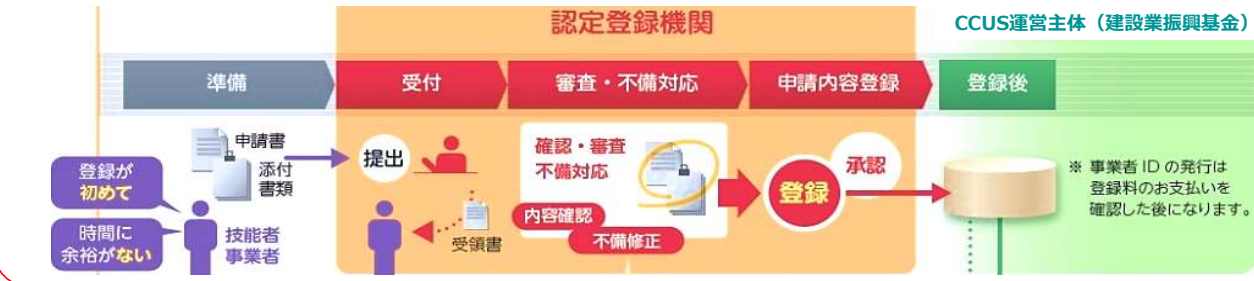 認定登録機関
CCUS運営主体（建設業振興基金）
準備
受付
審査・不備対応
申請内容登録
登録後
申請書
添付
書類
登録が
初めて
時間に
余裕がない
技能者
事業者
提出
受領書
確認・審査
不備対応
内容確認
不備修正
登録
承認
※ 事業者 ID の発行は
登録料のお支払いを
確認した後になります。